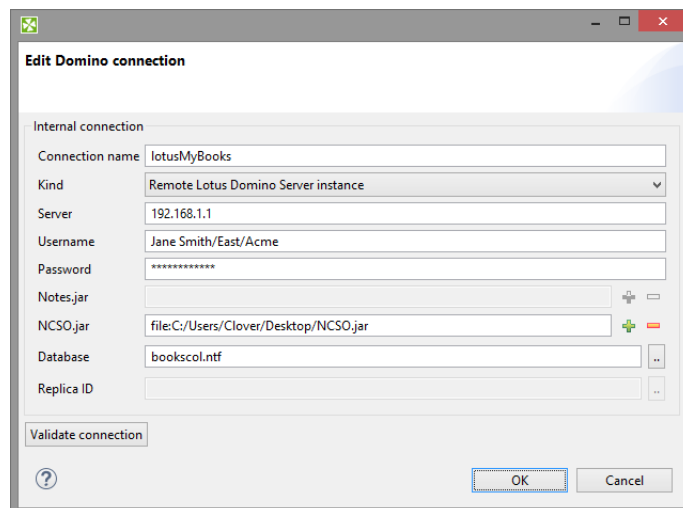 Edit Domino connection
Internal connection
Connection name lotusMyBooks
Kind Remote Lotus Domino Server instance
Server 192.168.1.1
Username Jane Smith/East/Acme
Password ************
Notes.jar
NCSO.jar file:C:/Users/Clover/Desktop/NCSO.jar
Database bookscol.ntf ..
Replica ID ..
Validate connection
? OK Cancel